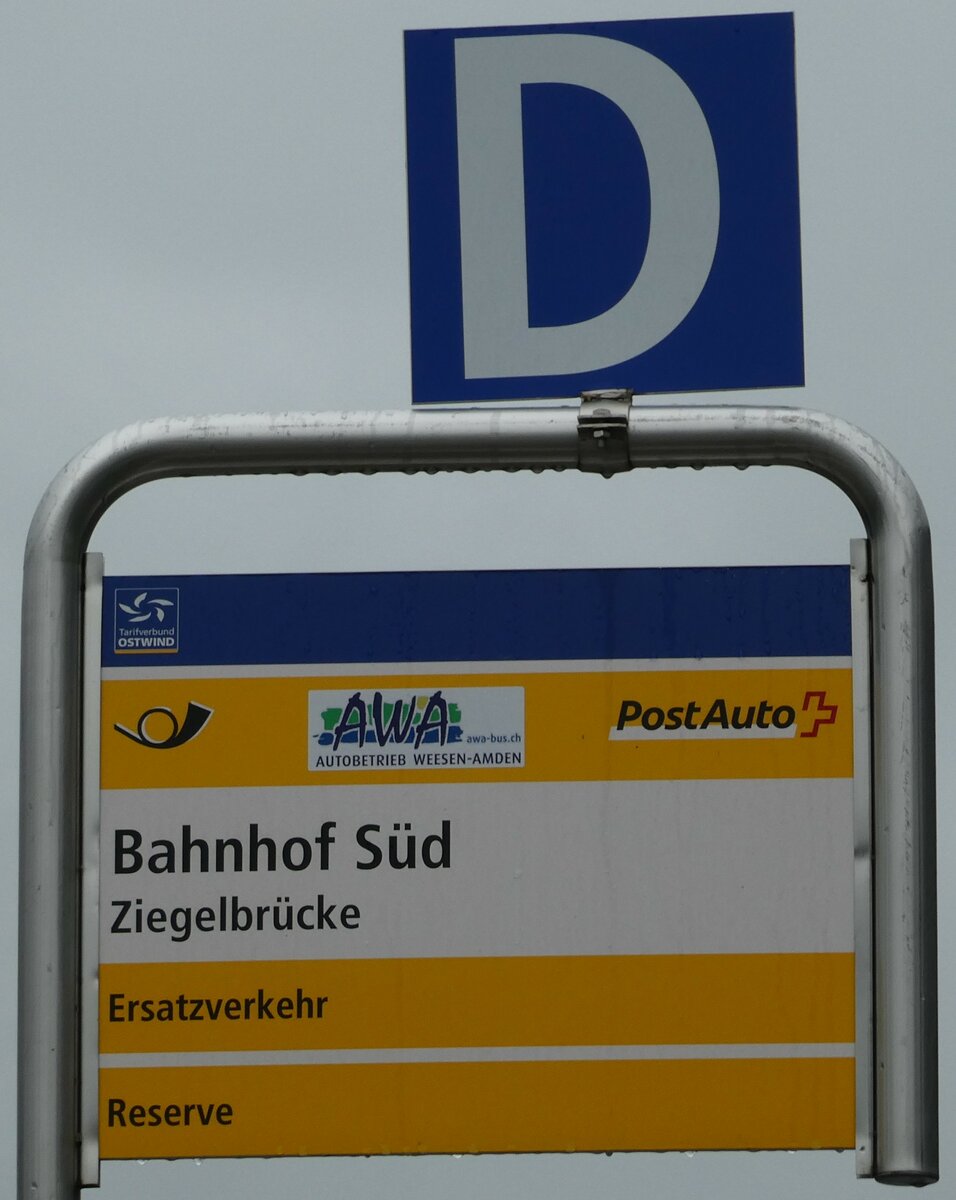 D
Tarifverbund
OSTWIND
AWA
awa-bus.ch
AUTOBETRIEB WEESEN-AMDEN
PostAuto
Bahnhof Süd
Ziegelbrücke
Ersatzverkehr
Reserve